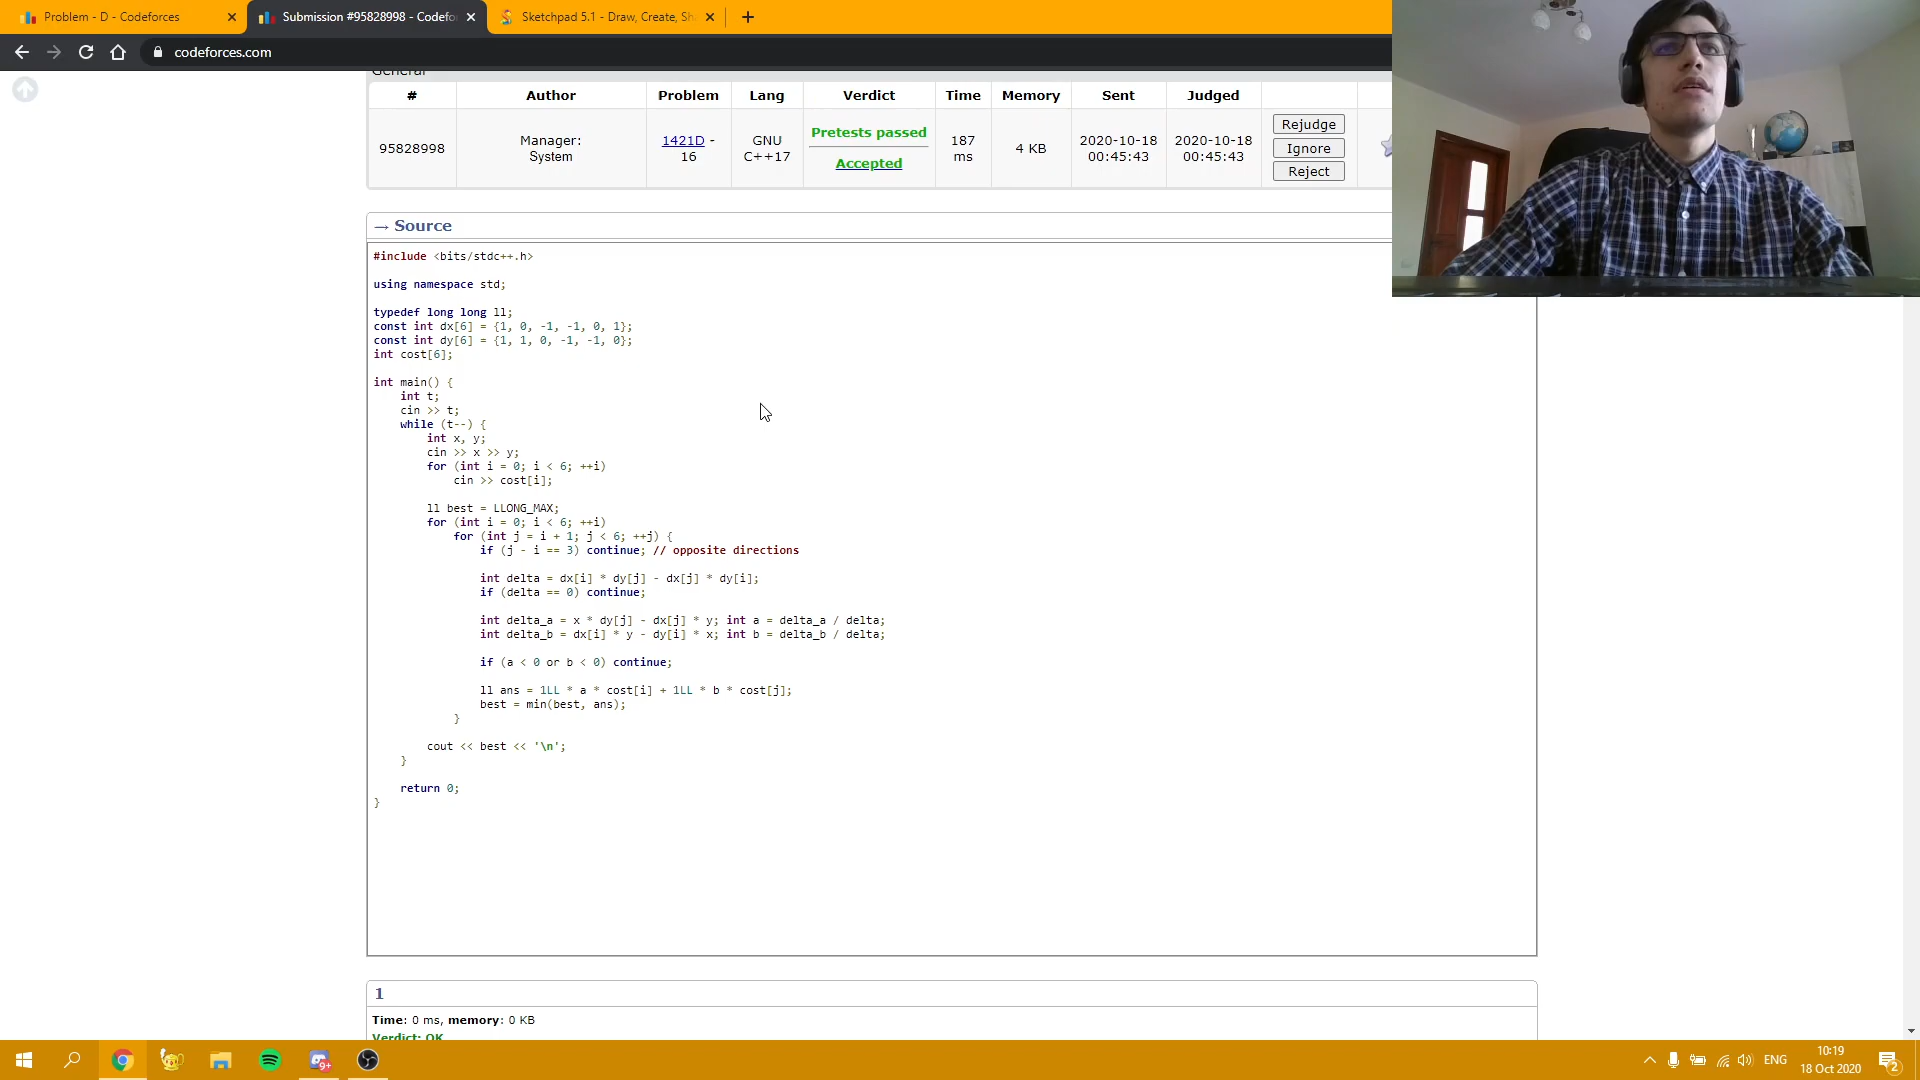 Problem - D - Codeforces
Submission #95828998 - Codefo
Sketchpad 5.1 - Draw, Create, Sh
codeforces.com
General
# Author Problem Lang Verdict Time Memory Sent Judged
95828998 Manager: System 1421D - 16 GNU C++17 Pretests passed Accepted 187 ms 4 KB 2020-10-18 00:45:43 2020-10-18 00:45:43 Rejudge Ignore Reject
→ Source
#include <bits/stdc++.h>
using namespace std;
typedef long long ll;
const int dx[6] = {1, 0, -1, -1, 0, 1};
const int dy[6] = {1, 1, 0, -1, -1, 0};
int cost[6];
int main() {
int t;
cin >> t;
while (t--) {
int x, y;
cin >> x >> y;
for (int i = 0; i < 6; ++i)
cin >> cost[i];
ll best = LLONG_MAX;
for (int i = 0; i < 6; ++i)
for (int j = i + 1; j < 6; ++j) {
if (j - i == 3) continue; // opposite directions
int delta = dx[i] * dy[j] - dx[j] * dy[i];
if (delta == 0) continue;
int delta_a = x * dy[j] - dx[j] * y; int a = delta_a / delta;
int delta_b = dx[i] * y - dy[i] * x; int b = delta_b / delta;
if (a < 0 or b < 0) continue;
ll ans = 1LL * a * cost[i] + 1LL * b * cost[j];
best = min(best, ans);
}
cout << best << '\n';
}
return 0;
}
1
Time: 0 ms, memory: 0 KB
Verdict: OK
9+
ENG
10:19
18 Oct 2020
2